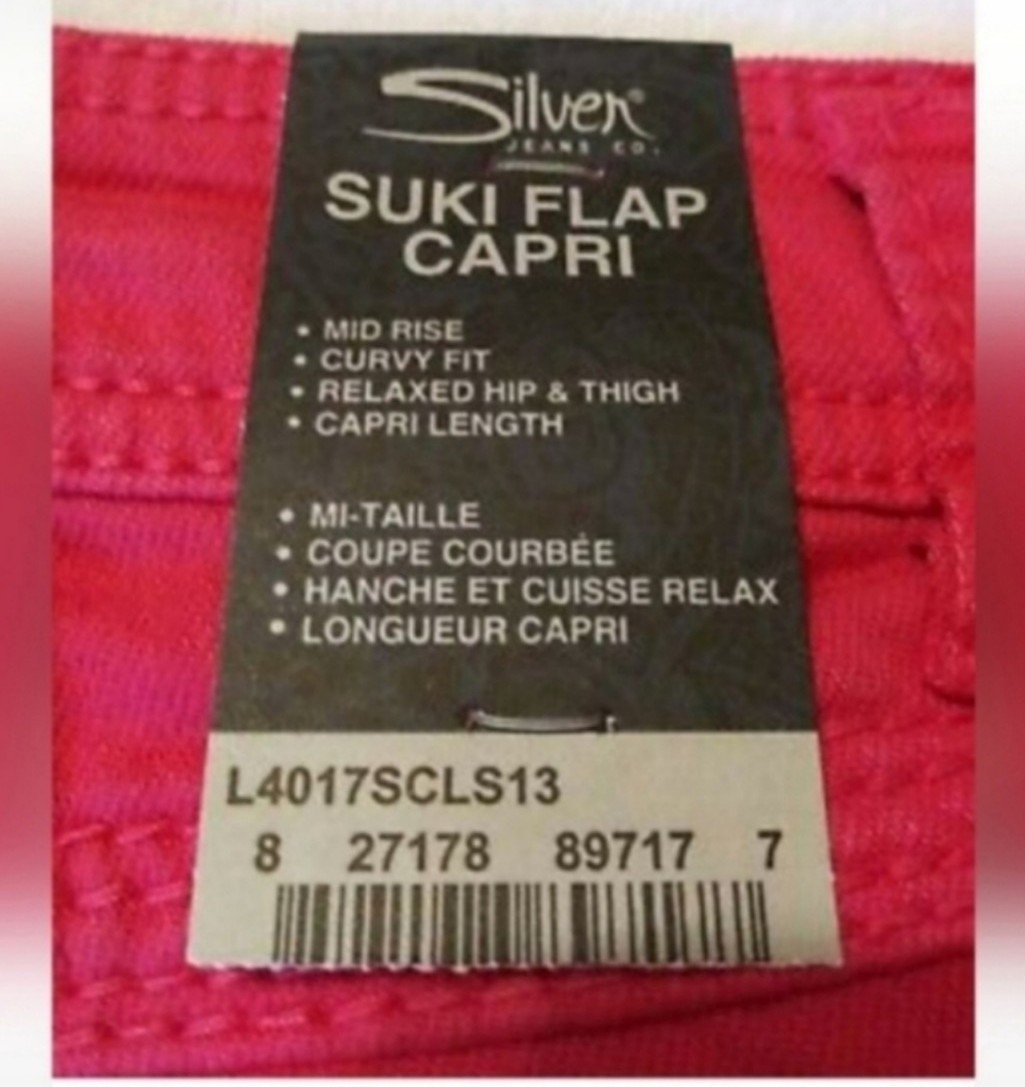 Silver®
JEANS CO.
SUKI FLAP
CAPRI
• MID RISE
• CURVY FIT
• RELAXED HIP & THIGH
• CAPRI LENGTH
• MI-TAILLE
• COUPE COURBÉE
• HANCHE ET CUISSE RELAX
• LONGUEUR CAPRI
L4017SCLS13
8 27178 89717 7